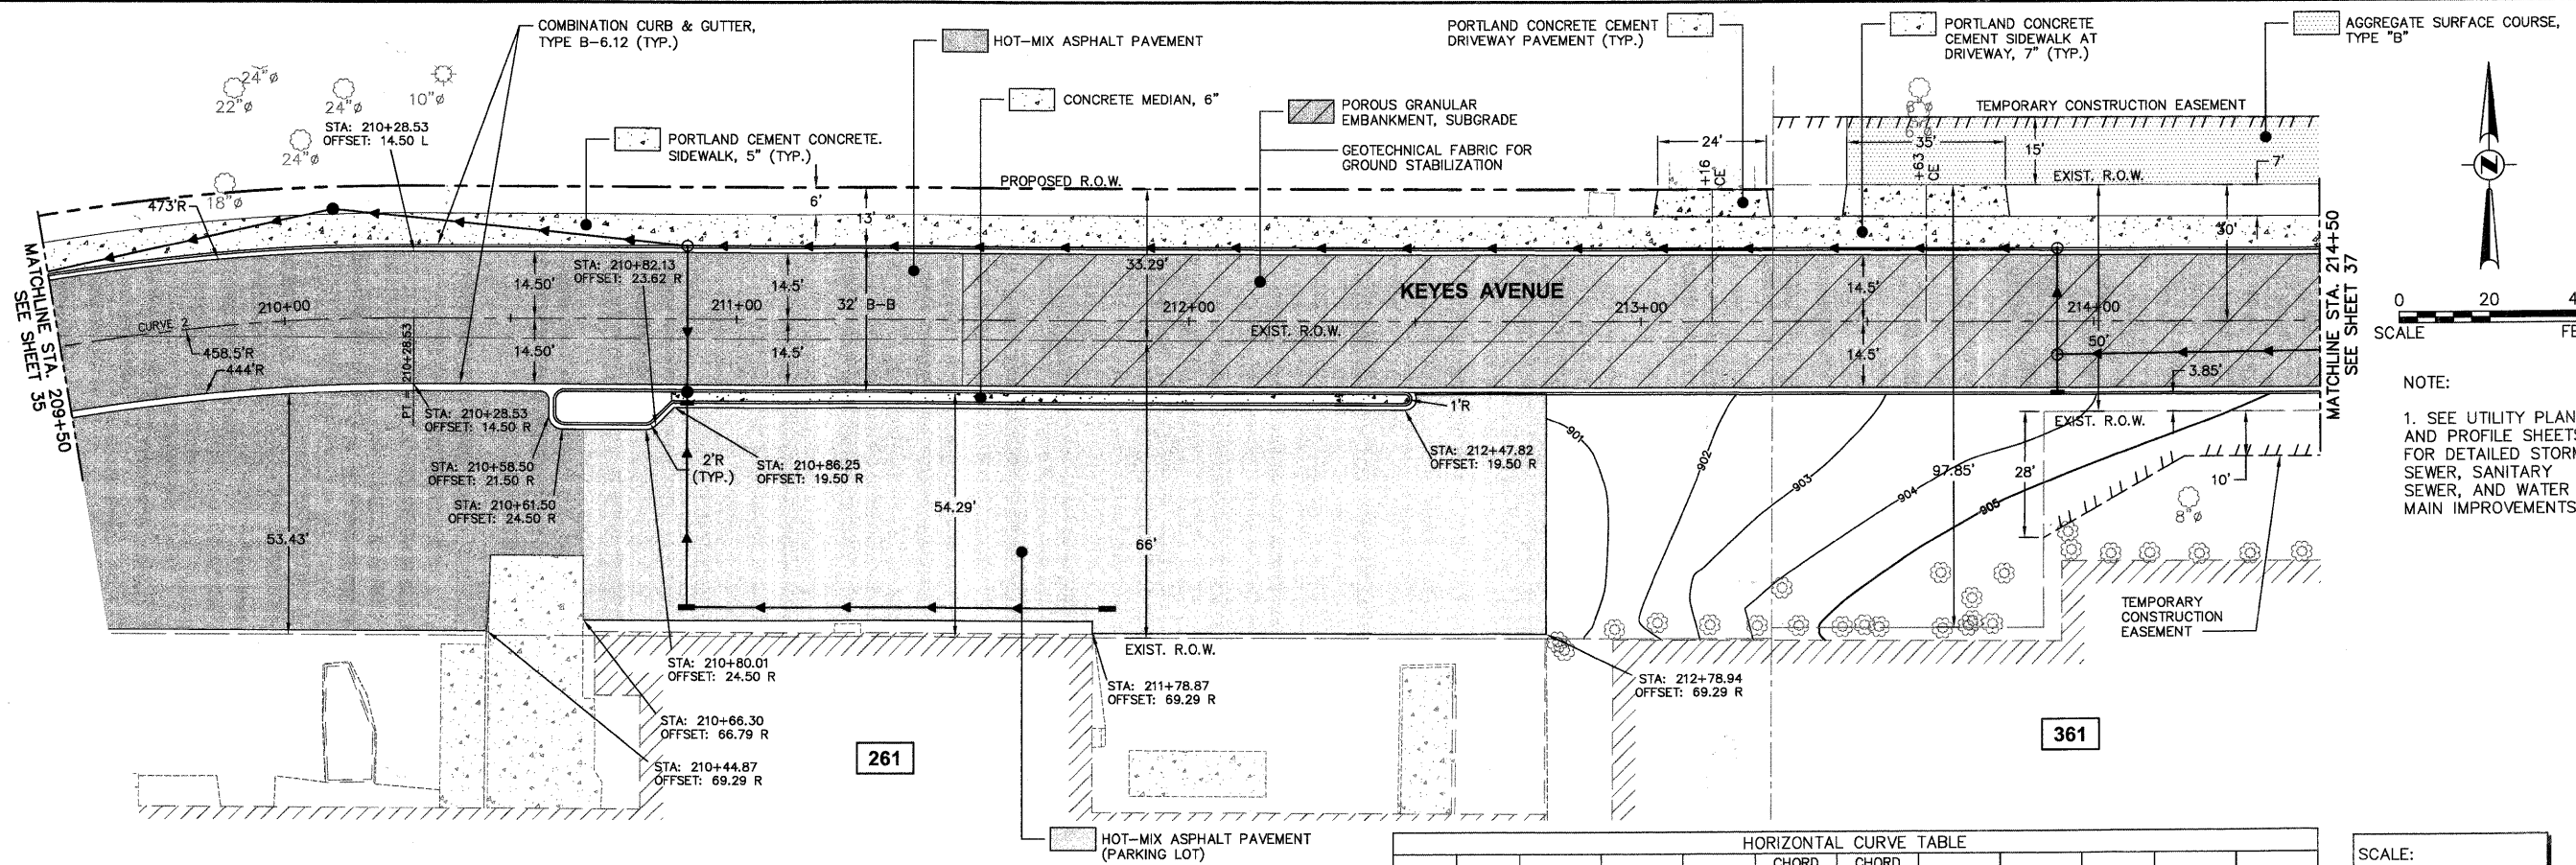 COMBINATION CURB & GUTTER,
TYPE B-6.12 (TYP.)
HOT-MIX ASPHALT PAVEMENT
PORTLAND CONCRETE CEMENT
DRIVEWAY PAVEMENT (TYP.)
PORTLAND CONCRETE
CEMENT SIDEWALK AT
DRIVEWAY, 7" (TYP.)
AGGREGATE SURFACE COURSE,
TYPE "B"
24"ø
22"ø
24"ø
10"ø
24"ø
18"ø
STA: 210+28.53
OFFSET: 14.50 L
PORTLAND CEMENT CONCRETE.
SIDEWALK, 5" (TYP.)
CONCRETE MEDIAN, 6"
POROUS GRANULAR
EMBANKMENT, SUBGRADE
GEOTECHNICAL FABRIC FOR
GROUND STABILIZATION
TEMPORARY CONSTRUCTION EASEMENT
24'
+16
CE
35'
+63
CE
15'
7'
EXIST. R.O.W.
PROPOSED R.O.W.
6'
13'
30'
473'R
MATCHLINE STA. 209+50
SEE SHEET 35
CURVE 2
210+00
458.5'R
444'R
PT = 210+28.53
14.50'
14.50'
STA: 210+82.13
OFFSET: 23.62 R
211+00
14.5'
14.5'
32' B-B
33.29'
212+00
EXIST. R.O.W.
KEYES AVENUE
213+00
14.5'
14.5'
214+00
50'
3.85'
MATCHLINE STA. 214+50
SEE SHEET 37
0
20
SCALE
NOTE:
1. SEE UTILITY PLAN
AND PROFILE SHEETS
FOR DETAILED STORM
SEWER, SANITARY
SEWER, AND WATER
MAIN IMPROVEMENTS
STA: 210+28.53
OFFSET: 14.50 R
STA: 210+58.50
OFFSET: 21.50 R
STA: 210+61.50
OFFSET: 24.50 R
2'R
(TYP.)
STA: 210+86.25
OFFSET: 19.50 R
1'R
STA: 212+47.82
OFFSET: 19.50 R
901
902
903
904
905
EXIST. R.O.W.
97.85'
28'
10'
8"ø
53.43'
54.29'
66'
TEMPORARY
CONSTRUCTION
EASEMENT
EXIST. R.O.W.
STA: 210+80.01
OFFSET: 24.50 R
STA: 211+78.87
OFFSET: 69.29 R
STA: 212+78.94
OFFSET: 69.29 R
STA: 210+66.30
OFFSET: 66.79 R
STA: 210+44.87
OFFSET: 69.29 R
261
361
HOT-MIX ASPHALT PAVEMENT
(PARKING LOT)
HORIZONTAL CURVE TABLE
CHORD
CHORD
SCALE: